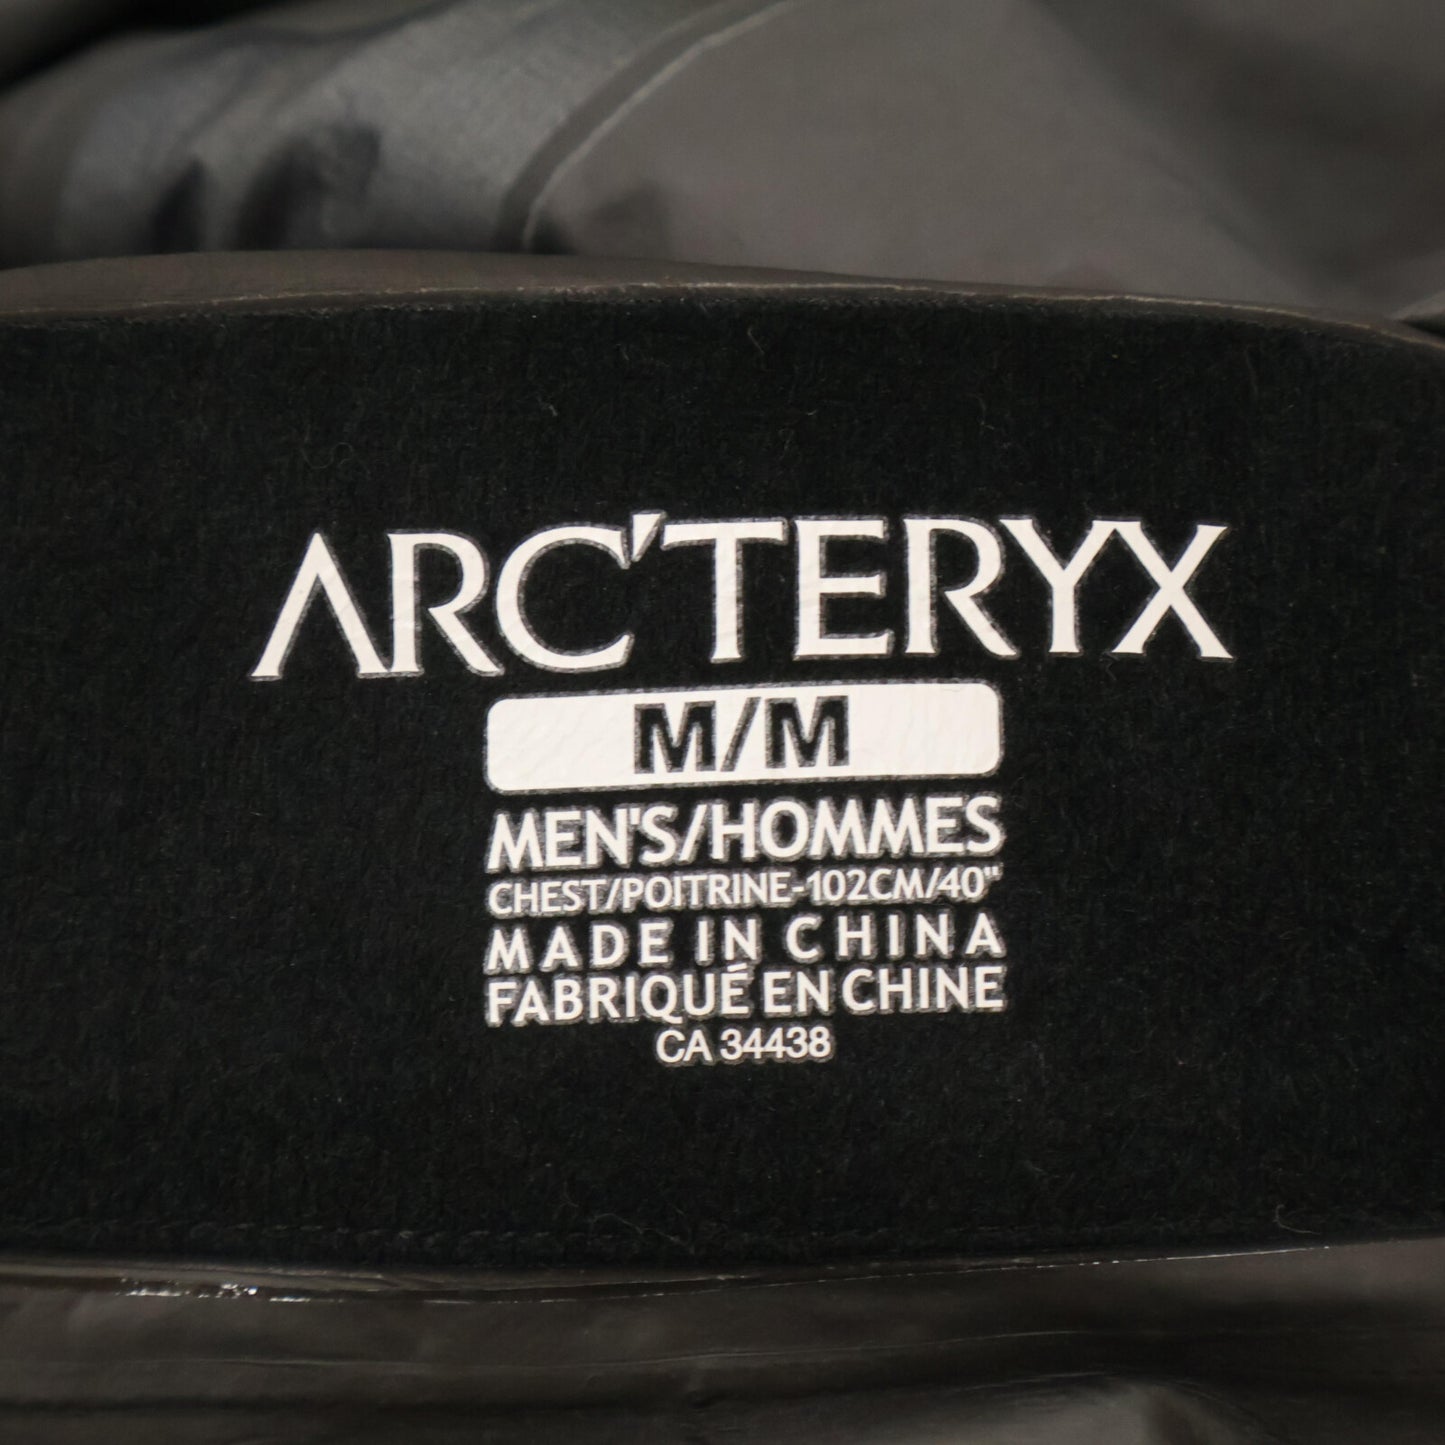 ARC'TERYX
M/M
MEN'S/HOMMES
CHEST/POITRINE-102CM/40"
MADE IN CHINA
FABRIQUÉ EN CHINE
CA 34438